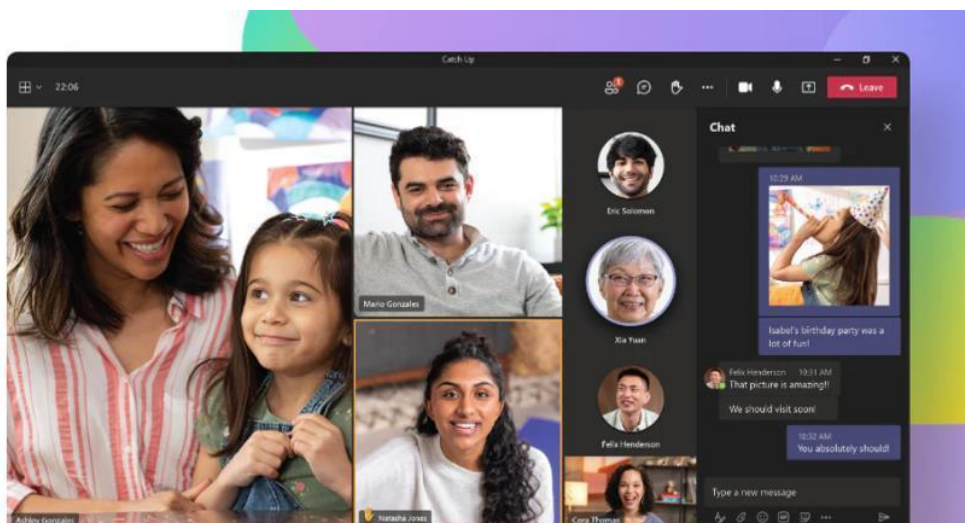 Catch Up
22:06
1
Leave
Chat
10:29 AM
Isabel's birthday party was a
lot of fun!
Felix Henderson 10:31 AM
That picture is amazing!!
We should visit soon!
10:32 AM
You absolutely should!
Type a new message
Eric Solomon
Xia Yuan
Felix Henderson
Mario Gonzales
Ashley Gonzales
Natasha Jones
Cora Thomas